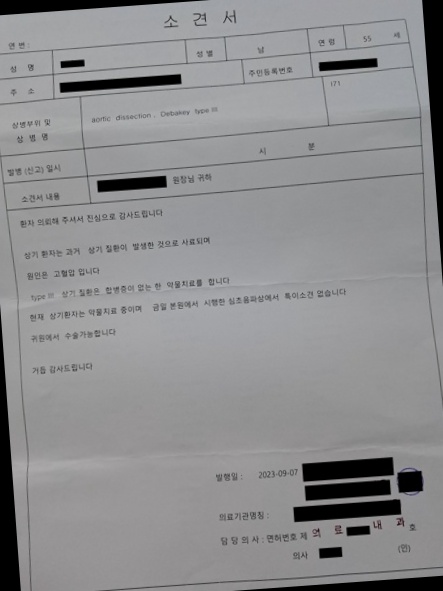 소 견 서
연 번 :
성 명 성 별 남 연 령 55 세
주 소 주민등록번호
상병부위 및
상 병 명
aortic dissection , Debakey type III
I71
발병 (신고) 일시 시 분
소견서 내용 원장님 귀하
환자 의뢰해 주셔서 진심으로 감사드립니다
상기 환자는 과거 상기 질환이 발생한 것으로 사료되며
원인은 고혈압 입니다
type III 상기 질환은 합병증이 없는 한 약물치료를 합니다
현재 상기환자는 약물치료 중이며 금일 본원에서 시행한 심초음파상에서 특이소견 없습니다
귀원에서 수술가능합니다
거듭 감사드립니다
발행일 : 2023-09-07
의료기관명칭 :
담 당 의 사 : 면허번호 제 호
의 료 내 과
의사 (인)